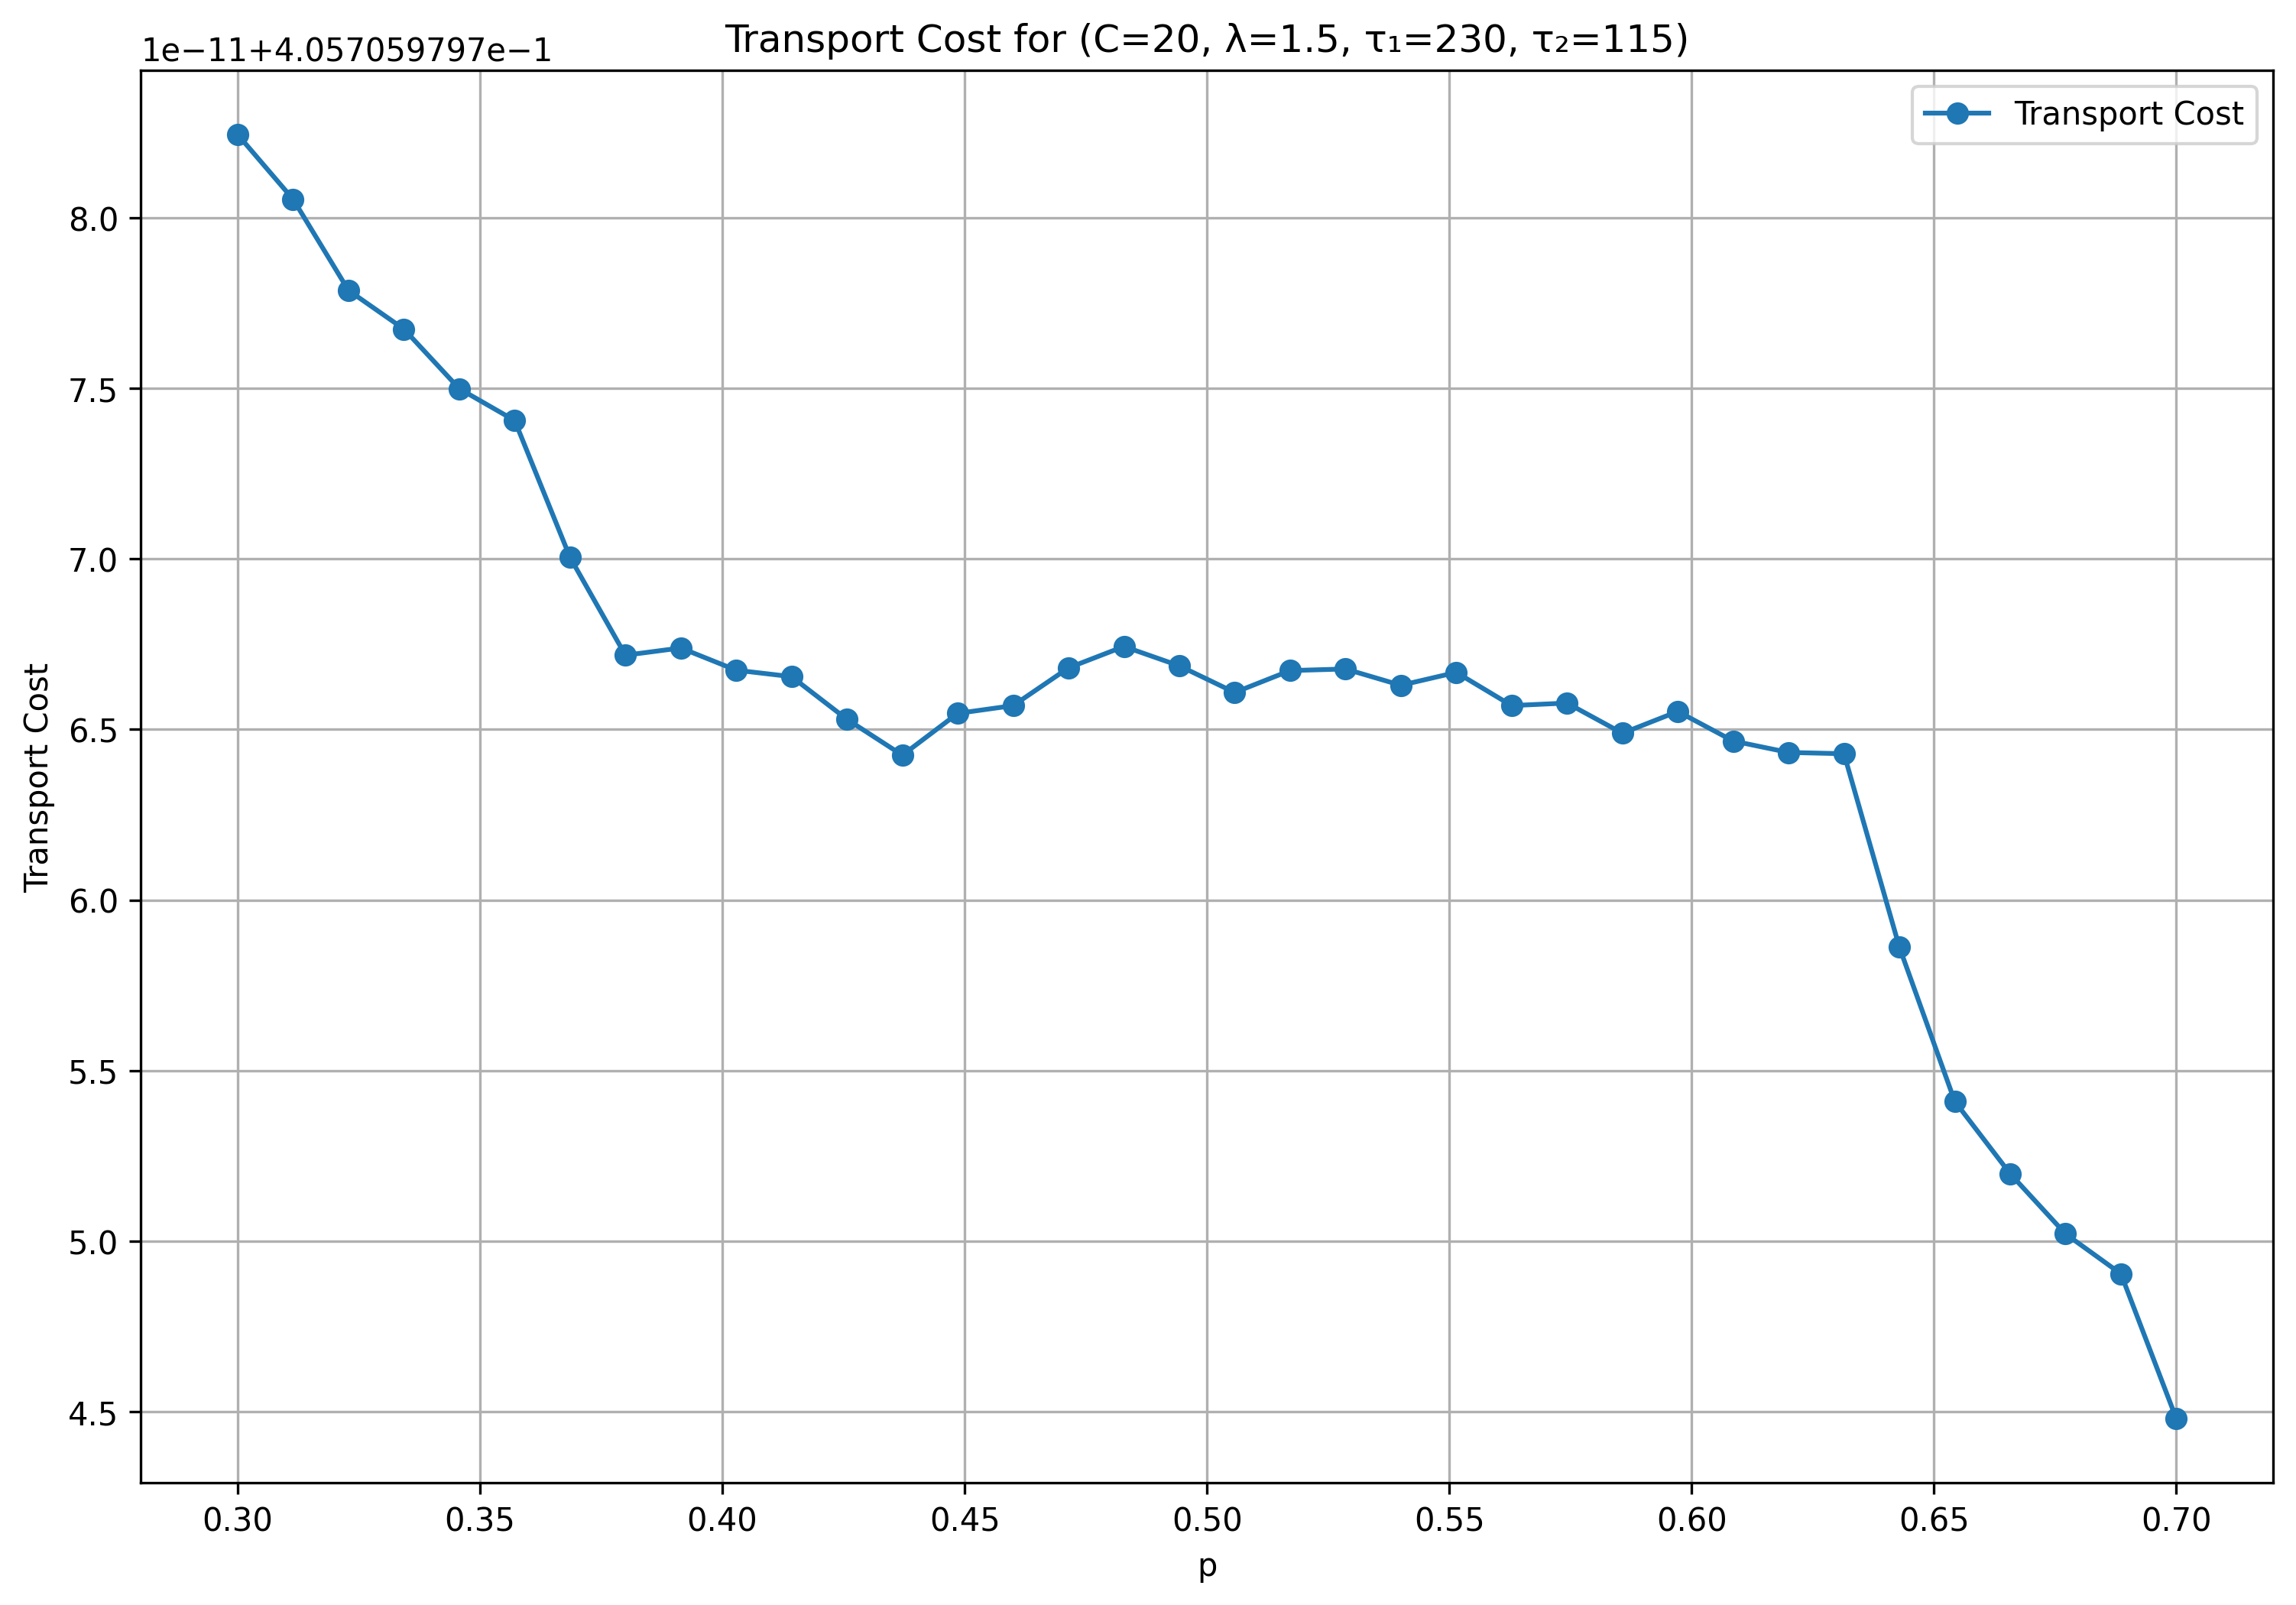 Transport Cost for (C=20, λ=1.5, τ₁=230, τ₂=115)
1e−11+4.057059797e−1
Transport Cost
8.0
7.5
7.0
6.5
6.0
5.5
5.0
4.5
Transport Cost
0.30 0.35 0.40 0.45 0.50 0.55 0.60 0.65 0.70
p